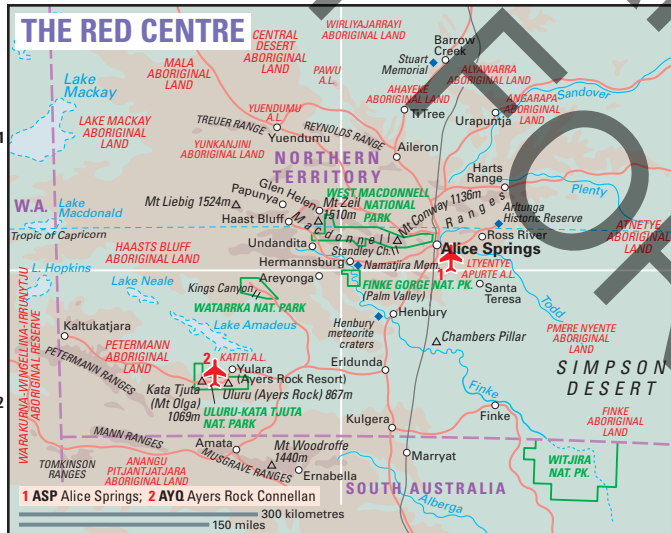 THE RED CENTRE
WIRLIYAJARRAYI
ABORIGINAL LAND
CENTRAL
DESERT
ABORIGINAL
LAND
MALA
ABORIGINAL
LAND
PAWU
A.L.
Barrow
Creek
Stuart
Memorial
ALYAWARRA
ABORIGINAL LAND
AHAKEYE
ABORIGINAL LAND
ANGARAPA
ABORIGINAL
LAND
Sandover
Lake
Mackay
LAKE MACKAY
ABORIGINAL
LAND
YUENDUMU
A.L.
TREUER RANGE
Yuendumu
REYNOLDS RANGE
Ti Tree
Urapuntja
1
YUNKANJINI
ABORIGINAL LAND
Aileron
NORTHERN
TERRITORY
Harts
Range
Plenty
W.A.
Lake
Macdonald
Mt Liebig 1524m
Papunya
Glen Helen
Mt Zeil
1510m
WEST MACDONNELL
NATIONAL
PARK
Mt Conway 1136m
Haast Bluff
Macdonnell
Ranges
Arltunga
Historic Reserve
ATNETYE
ABORIGINAL
LAND
Tropic of Capricorn
Undandita
Standley Ch.
Ross River
Alice Springs
1
HAASTS BLUFF
ABORIGINAL LAND
Hermannsburg
Namatjira Mem.
LTYENTYE
APURTE A.L.
L. Hopkins
Lake Neale
Areyonga
FINKE GORGE NAT. PK.
(Palm Valley)
Santa
Teresa
Kings Canyon
WATARRKA NAT. PARK
Todd
Henbury
Henbury
meteorite
craters
Kaltukatjara
Lake Amadeus
Chambers Pillar
PMERE NYENTE
ABORIGINAL
LAND
PETERMANN
ABORIGINAL
LAND
PETERMANN RANGES
KATITI A.L.
2
Yulara
(Ayers Rock Resort)
Erldunda
SIMPSON
DESERT
Kata Tjuta
(Mt Olga)
1069m
Uluru (Ayers Rock) 867m
ULURU-KATA TJUTA
NAT. PARK
Finke
2
WARAKURNA-WINGELLINA-IRRUNYTJU
ABORIGINAL RESERVE
Kulgera
Finke
FINKE
ABORIGINAL
LAND
MANN RANGES
Amata
Mt Woodroffe
1440m
MUSGRAVE RANGES
Marryat
WITJIRA
NAT. PK.
TOMKINSON
RANGES
ANANGU
PITJANTJATJARA
ABORIGINAL LAND
Ernabella
SOUTH AUSTRALIA
Alberga
1 ASP Alice Springs; 2 AYQ Ayers Rock Connellan
300 kilometres
150 miles